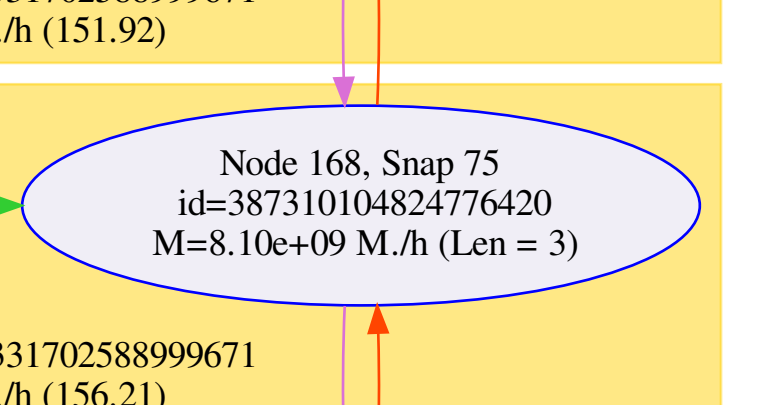 ./h (151.92)
Node 168, Snap 75
id=387310104824776420
M=8.10e+09 M./h (Len = 3)
331702588999671
./h (156.21)